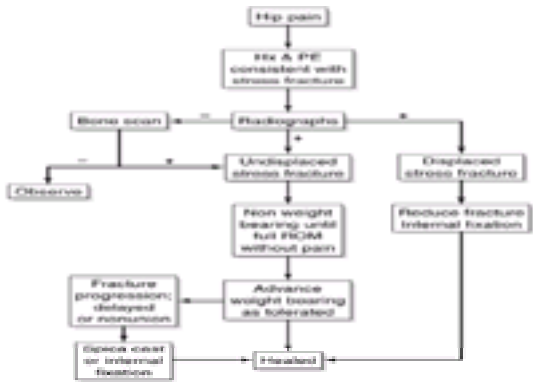 Hip pain
Hx & PE
consistent with
stress fracture
Bone scan
−
Radiographs
+
+
−
+
Undisplaced
stress fracture
Displaced
stress fracture
Observe
Non weight
bearing until
full ROM
without pain
Reduce fracture
Internal fixation
Fracture
progression;
delayed
or nonunion
Advance
weight bearing
as tolerated
Spica cast
or internal
fixation
Healed